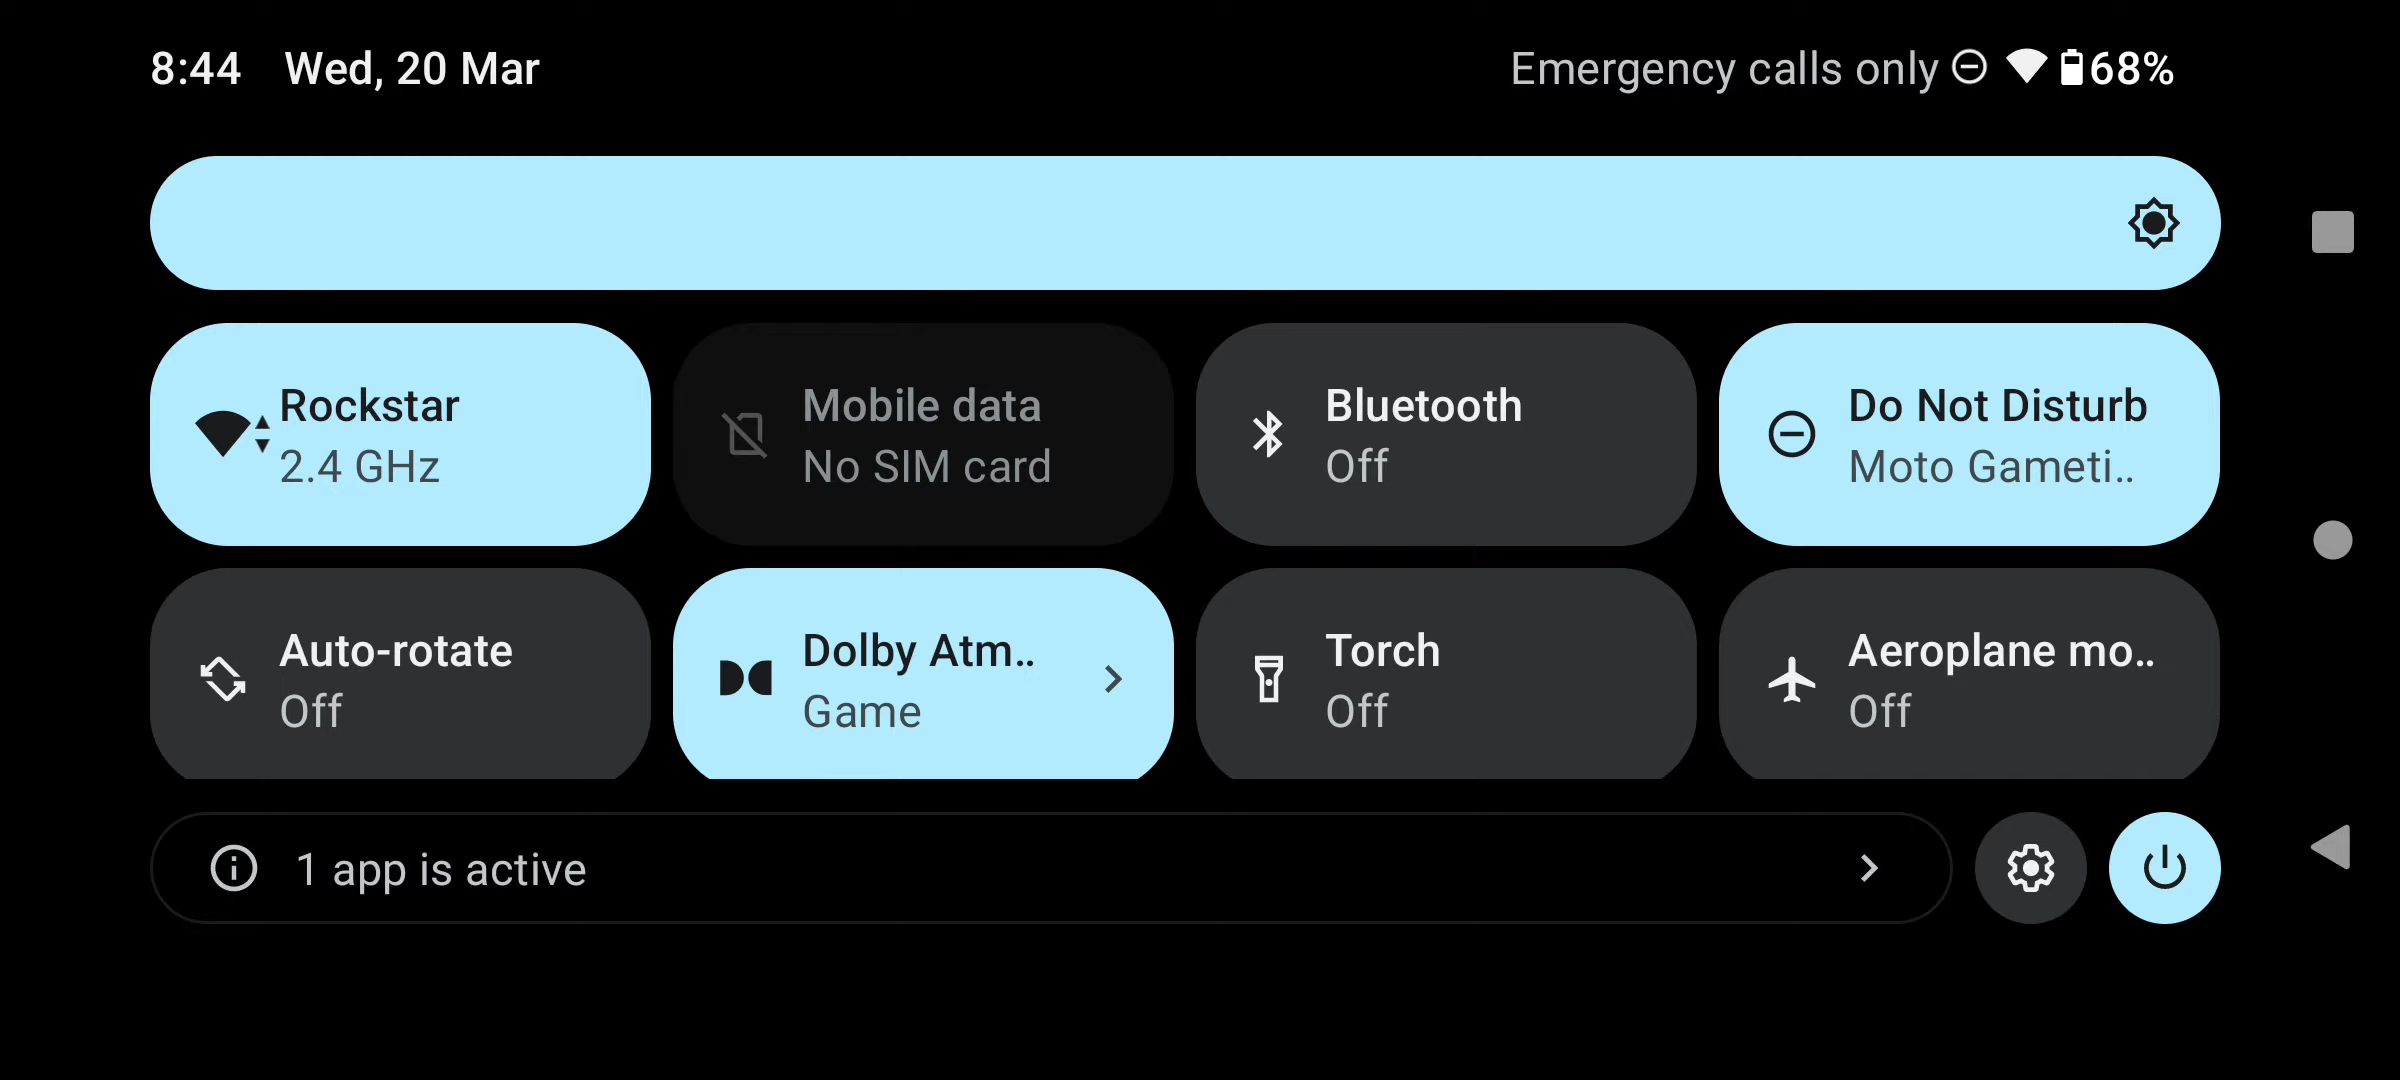 8:44 Wed, 20 Mar Emergency calls only 68%
Rockstar
2.4 GHz
Mobile data
No SIM card
Bluetooth
Off
Do Not Disturb
Moto Gameti..
Auto-rotate
Off
Dolby Atm..
Game
Torch
Off
Aeroplane mo..
Off
1 app is active